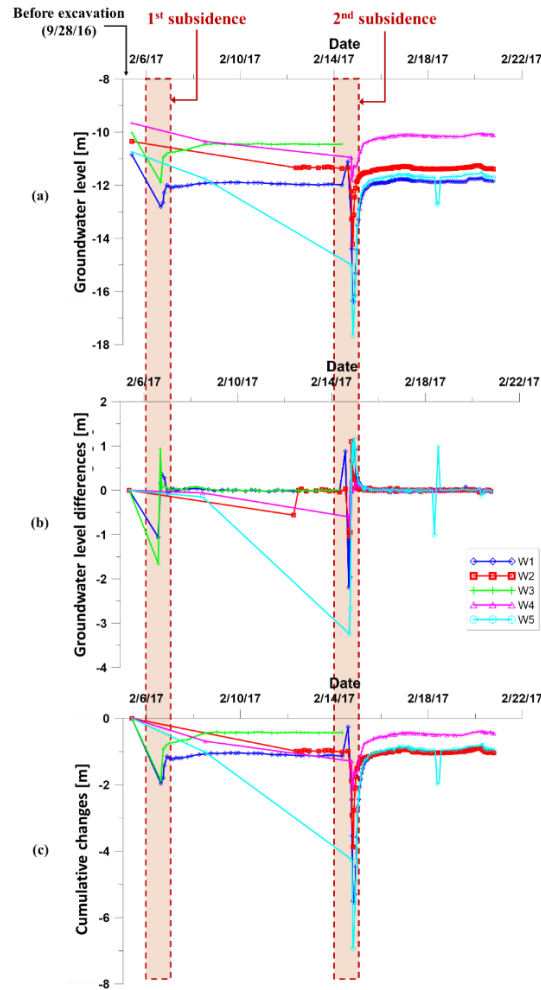 Before excavation
(9/28/16)
1st subsidence
2nd subsidence
Date
2/6/17 2/10/17 2/14/17 2/18/17 2/22/17
-8
-10
-12
-14
-16
-18
Groundwater level [m]
(a)
Date
2/6/17 2/10/17 2/14/17 2/18/17 2/22/17
2
1
0
-1
-2
-3
-4
Groundwater level differences [m]
(b)
W1
W2
W3
W4
W5
Date
2/6/17 2/10/17 2/14/17 2/18/17 2/22/17
0
-2
-4
-6
-8
Cumulative changes [m]
(c)